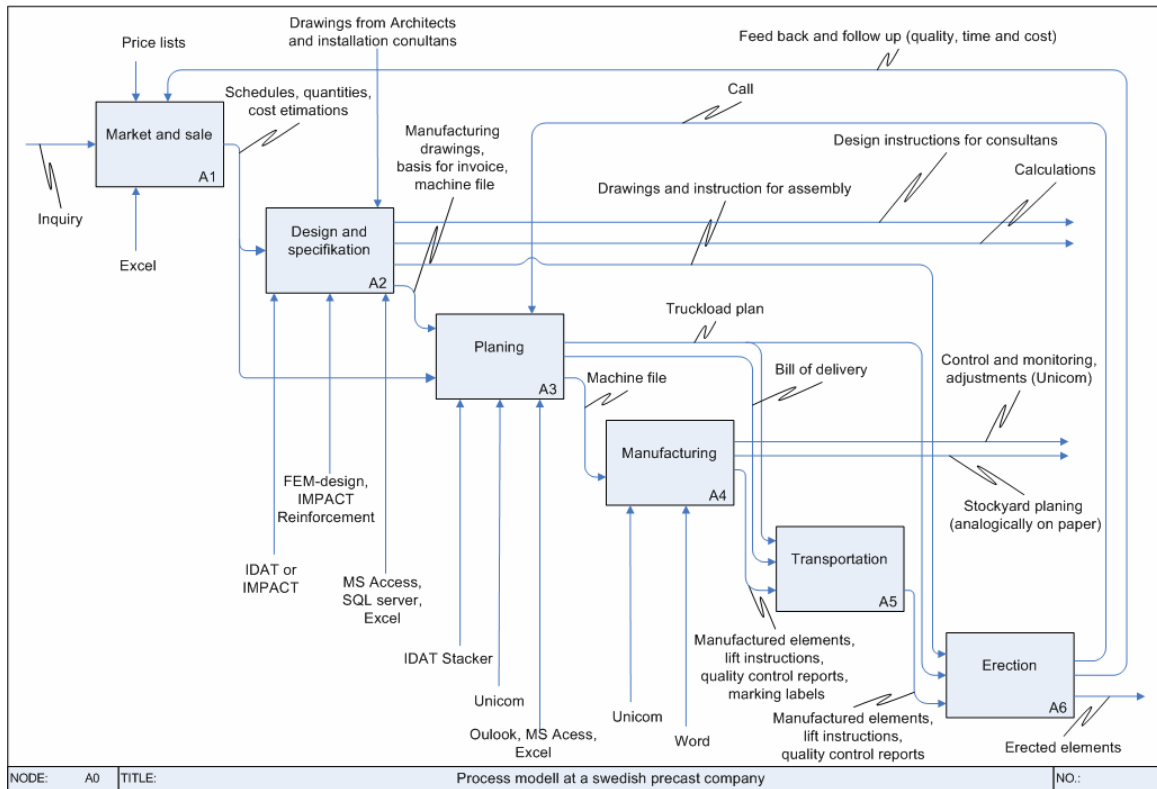 Drawings from Architects
and installation conultans
Feed back and follow up (quality, time and cost)
Price lists
Schedules, quantities,
cost etimations
Call
Market and sale
A1
Manufacturing
drawings,
basis for invoice,
machine file
Design instructions for consultans
Calculations
Drawings and instruction for assembly
Inquiry
Excel
Design and
specifikation
A2
Truckload plan
Planing
A3
Machine file
Bill of delivery
Control and monitoring,
adjustments (Unicom)
Manufacturing
A4
FEM-design,
IMPACT
Reinforcement
Stockyard planing
(analogically on paper)
IDAT or
IMPACT
MS Access,
SQL server,
Excel
Transportation
A5
IDAT Stacker
Manufactured elements,
lift instructions,
quality control reports,
marking labels
Erection
A6
Unicom
Unicom
Oulook, MS Acess,
Excel
Word
Manufactured elements,
lift instructions,
quality control reports
Erected elements
NODE: A0 TITLE: Process modell at a swedish precast company NO.: